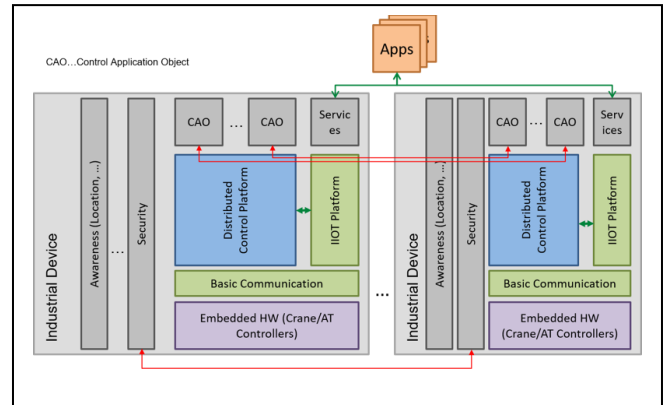 Apps
CAO...Control Application Object
Industrial Device
Awareness (Location, ...)
...
Security
CAO
...
CAO
Servic
es
Distributed
Control Platform
IIOT Platform
Basic Communication
Embedded HW (Crane/AT
Controllers)
...
Industrial Device
Awareness (Location, ...)
Security
CAO
...
CAO
Serv
ices
Distributed
Control Platform
IIOT Platform
Basic Communication
Embedded HW
(Crane/AT Controllers)